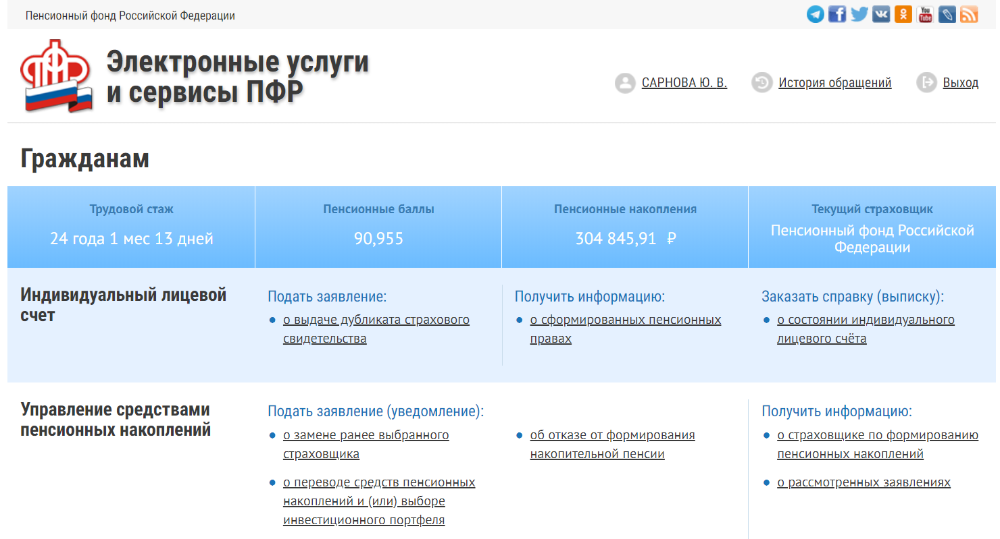 Пенсионный фонд Российской Федерации
You
Tube
Электронные услуги
и сервисы ПФР
САРНОВА Ю. В.
История обращений
Выход
Гражданам
Трудовой стаж
24 года 1 мес 13 дней
Пенсионные баллы
90,955
Пенсионные накопления
304 845,91 ₽
Текущий страховщик
Пенсионный фонд Российской
Федерации
Индивидуальный лицевой
счет
Подать заявление:
о выдаче дубликата страхового
свидетельства
Получить информацию:
о сформированных пенсионных
правах
Заказать справку (выписку):
о состоянии индивидуального
лицевого счёта
Управление средствами
пенсионных накоплений
Подать заявление (уведомление):
о замене ранее выбранного
страховщика
о переводе средств пенсионных
накоплений и (или) выборе
инвестиционного портфеля
об отказе от формирования
накопительной пенсии
Получить информацию:
о страховщике по формированию
пенсионных накоплений
о рассмотренных заявлениях